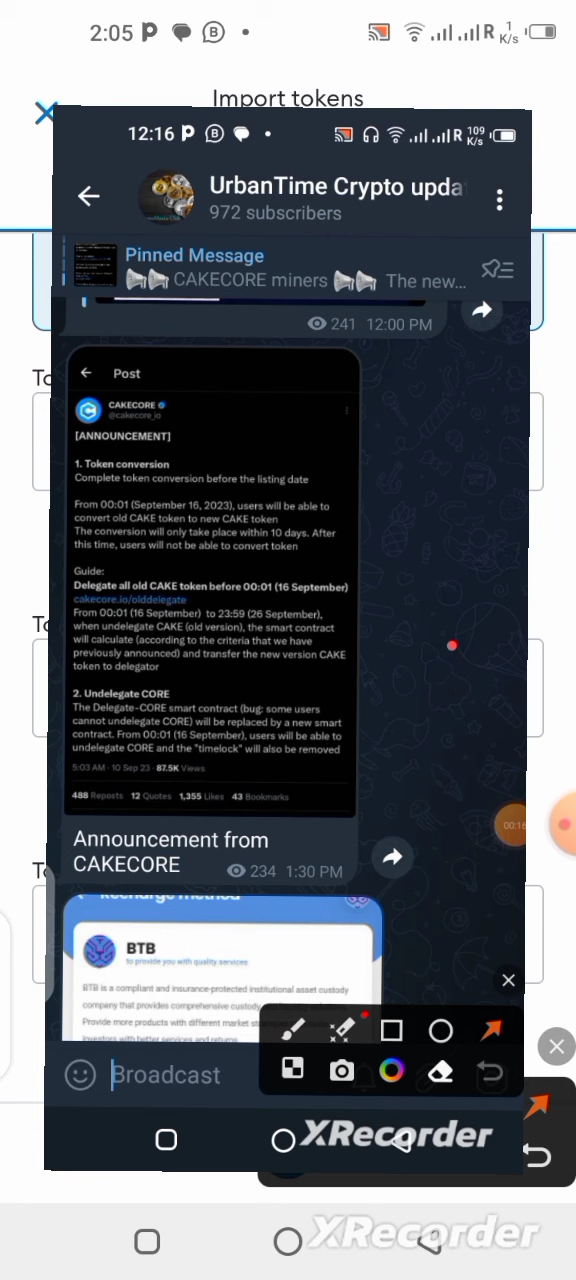 2:05
1 K/s
R
Import tokens
12:16
R 109 K/s
UrbanTime Crypto upda
972 subscribers
Pinned Message
CAKECORE miners The new...
241 12:00 PM
Post
CAKECORE
@cakecore_io
[ANNOUNCEMENT]
1. Token conversion
Complete token conversion before the listing date
From 00:01 (September 16, 2023), users will be able to
convert old CAKE token to new CAKE token
The conversion will only take place within 10 days. After
this time, users will not be able to convert token
Guide:
Delegate all old CAKE token before 00:01 (16 September)
cakecore.io/olddelegate
From 00:01 (16 September) to 23:59 (26 September),
when undelegate CAKE (old version), the smart contract
will calculate (according to the criteria that we have
previously announced) and transfer the new version CAKE
token to delegator
2. Undelegate CORE
The Delegate-CORE smart contract (bug: some users
cannot undelegate CORE) will be replaced by a new smart
contract. From 00:01 (16 September), users will be able to
undelegate CORE and the "timelock" will also be removed
5:03 AM · 10 Sep 23 · 87.5K Views
488 Reposts 12 Quotes 1,355 Likes 43 Bookmarks
00:16
Announcement from
CAKECORE
234 1:30 PM
Recharge method
BTB
to provide you with quality services
BTB is a compliant and insurance-protected institutional asset custody
company that provides comprehensive custody
Provide more products with different market
investors with better services and returns
Broadcast
XRecorder
XRecorder